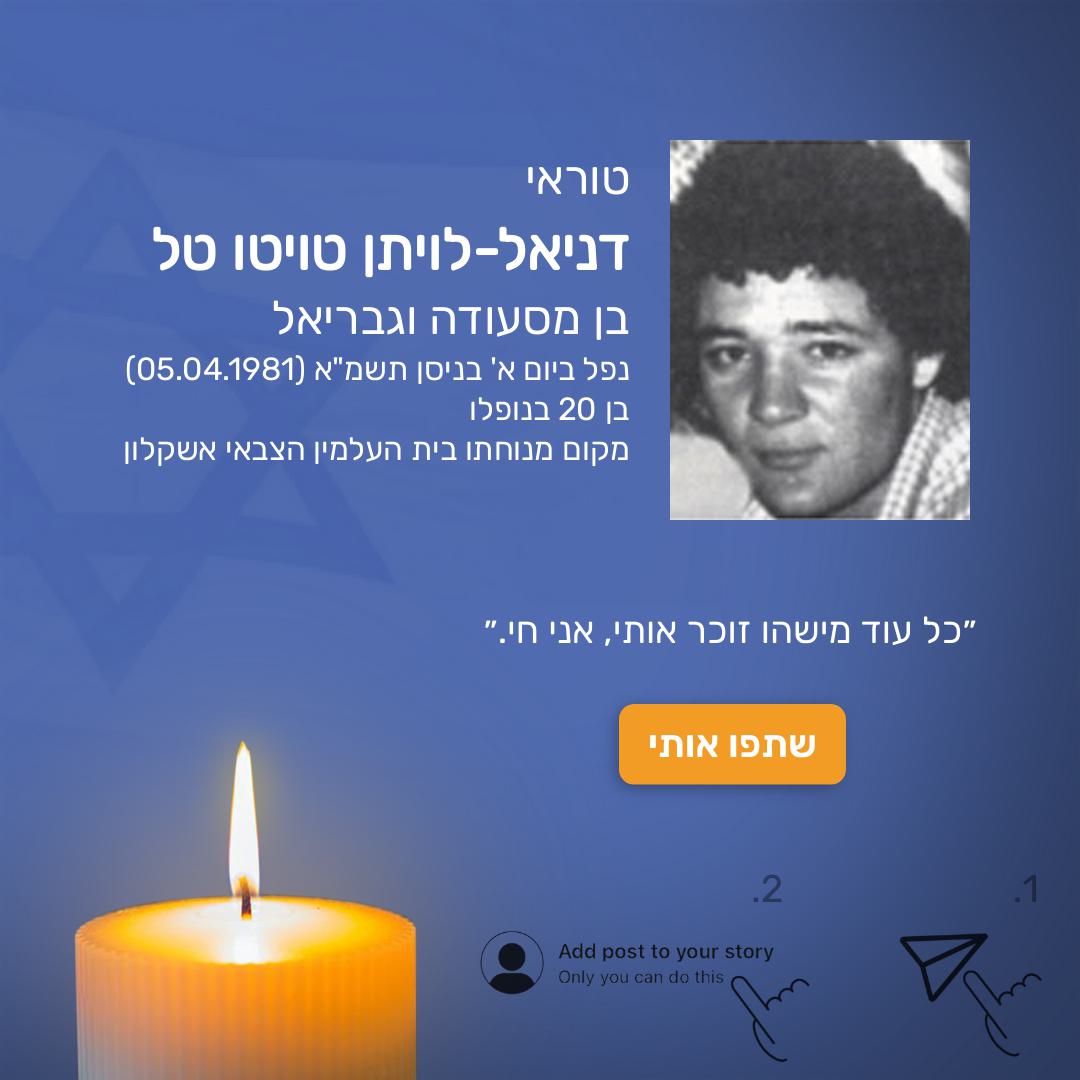 טוראי
דניאל-לויתן טויטו טל
בן מסעודה וגבריאל
נפל ביום א' בניסן תשמ"א (05.04.1981)
בן 20 בנופלו
מקום מנוחתו בית העלמין הצבאי אשקלון
״כל עוד מישהו זוכר אותי, אני חי.״
שתפו אותי
1.
2.
Add post to your story
Only you can do this